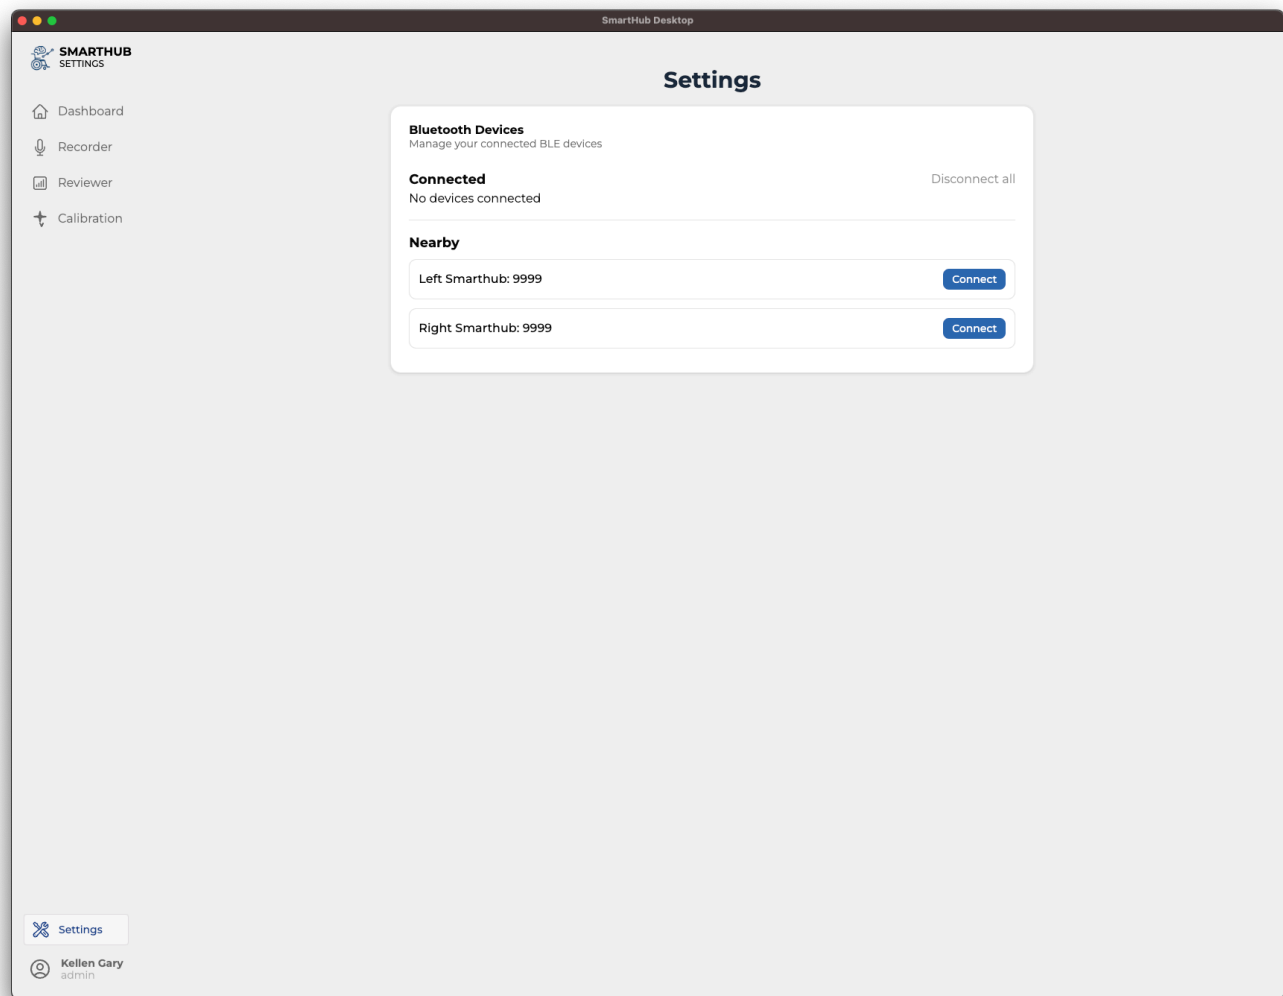 SmartHub Desktop
SMARTHUB
SETTINGS
Dashboard
Recorder
Reviewer
Calibration
Settings
Bluetooth Devices
Manage your connected BLE devices
Connected
Disconnect all
No devices connected
Nearby
Left Smarthub: 9999
Connect
Right Smarthub: 9999
Connect
Settings
Kellen Gary
admin